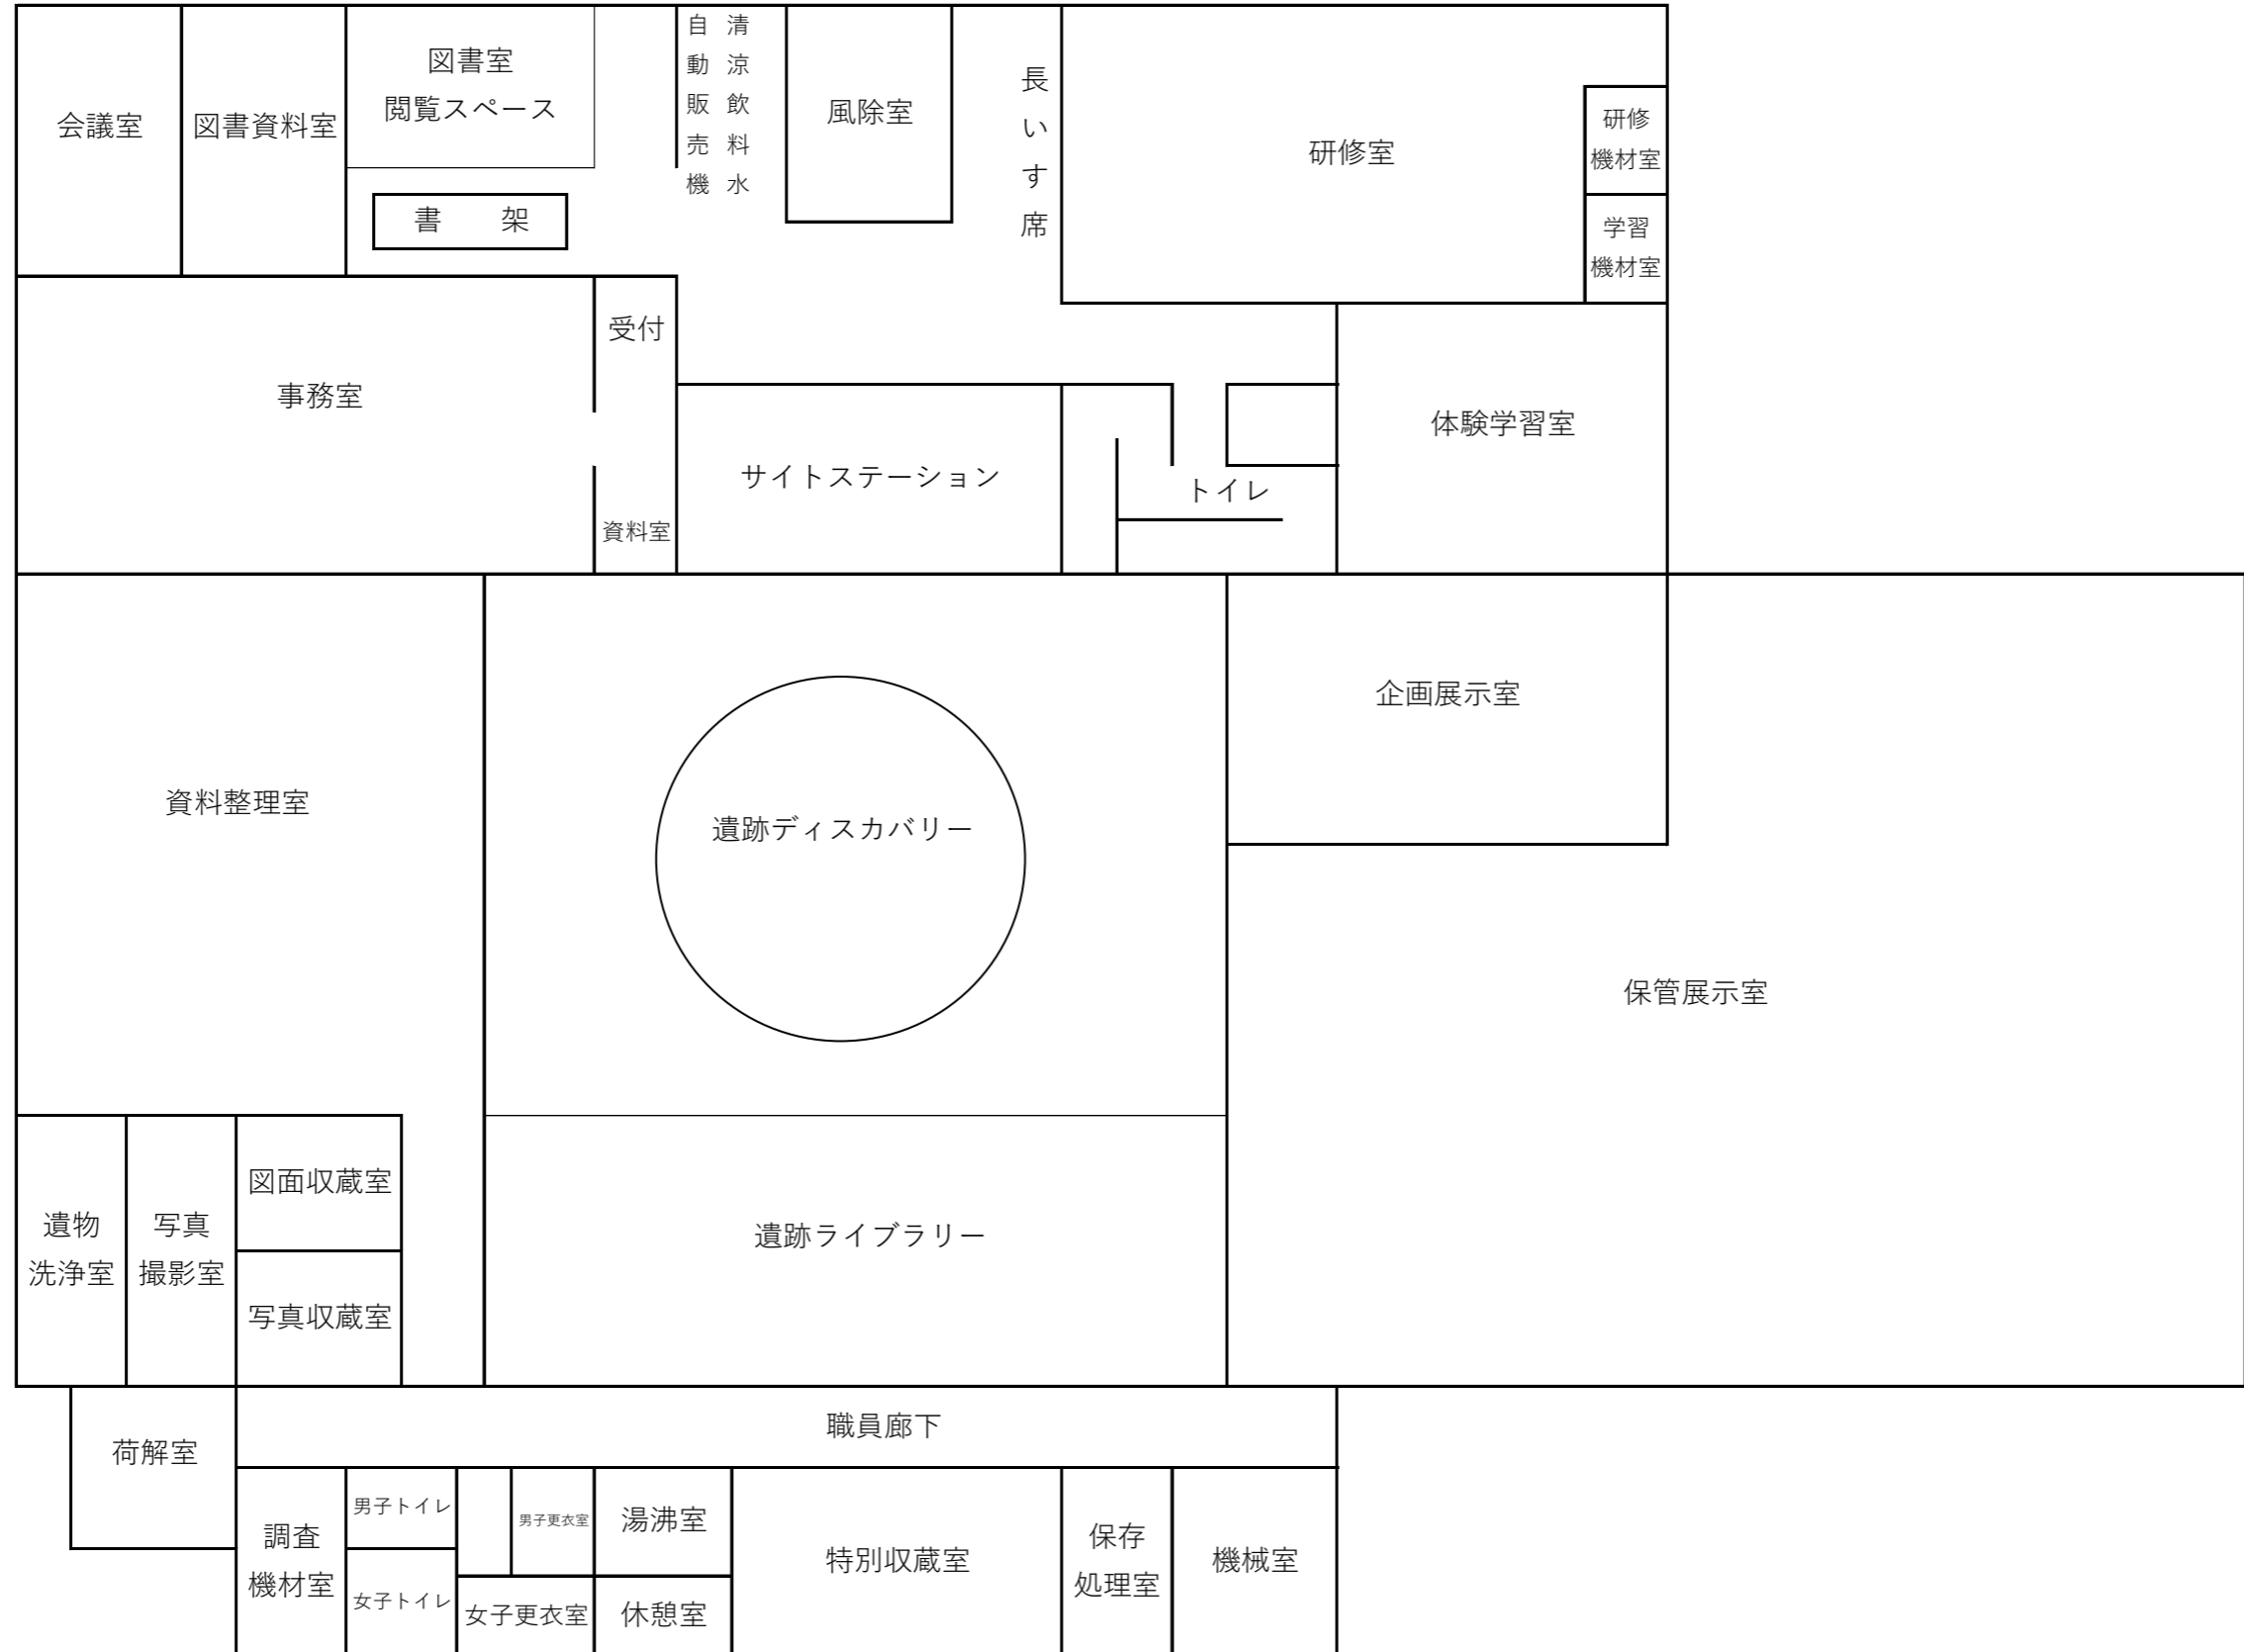 会議室
図書資料室
図書室
閲覧スペース
書　架
清涼飲料水
自動販売機
風除室
長いす席
研修室
研修
機材室
学習
機材室
事務室
受付
資料室
サイトステーション
トイレ
体験学習室
資料整理室
遺跡ディスカバリー
企画展示室
保管展示室
遺物
洗浄室
写真
撮影室
図面収蔵室
写真収蔵室
遺跡ライブラリー
荷解室
職員廊下
調査
機材室
男子トイレ
女子トイレ
男子更衣室
女子更衣室
湯沸室
休憩室
特別収蔵室
保存
処理室
機械室